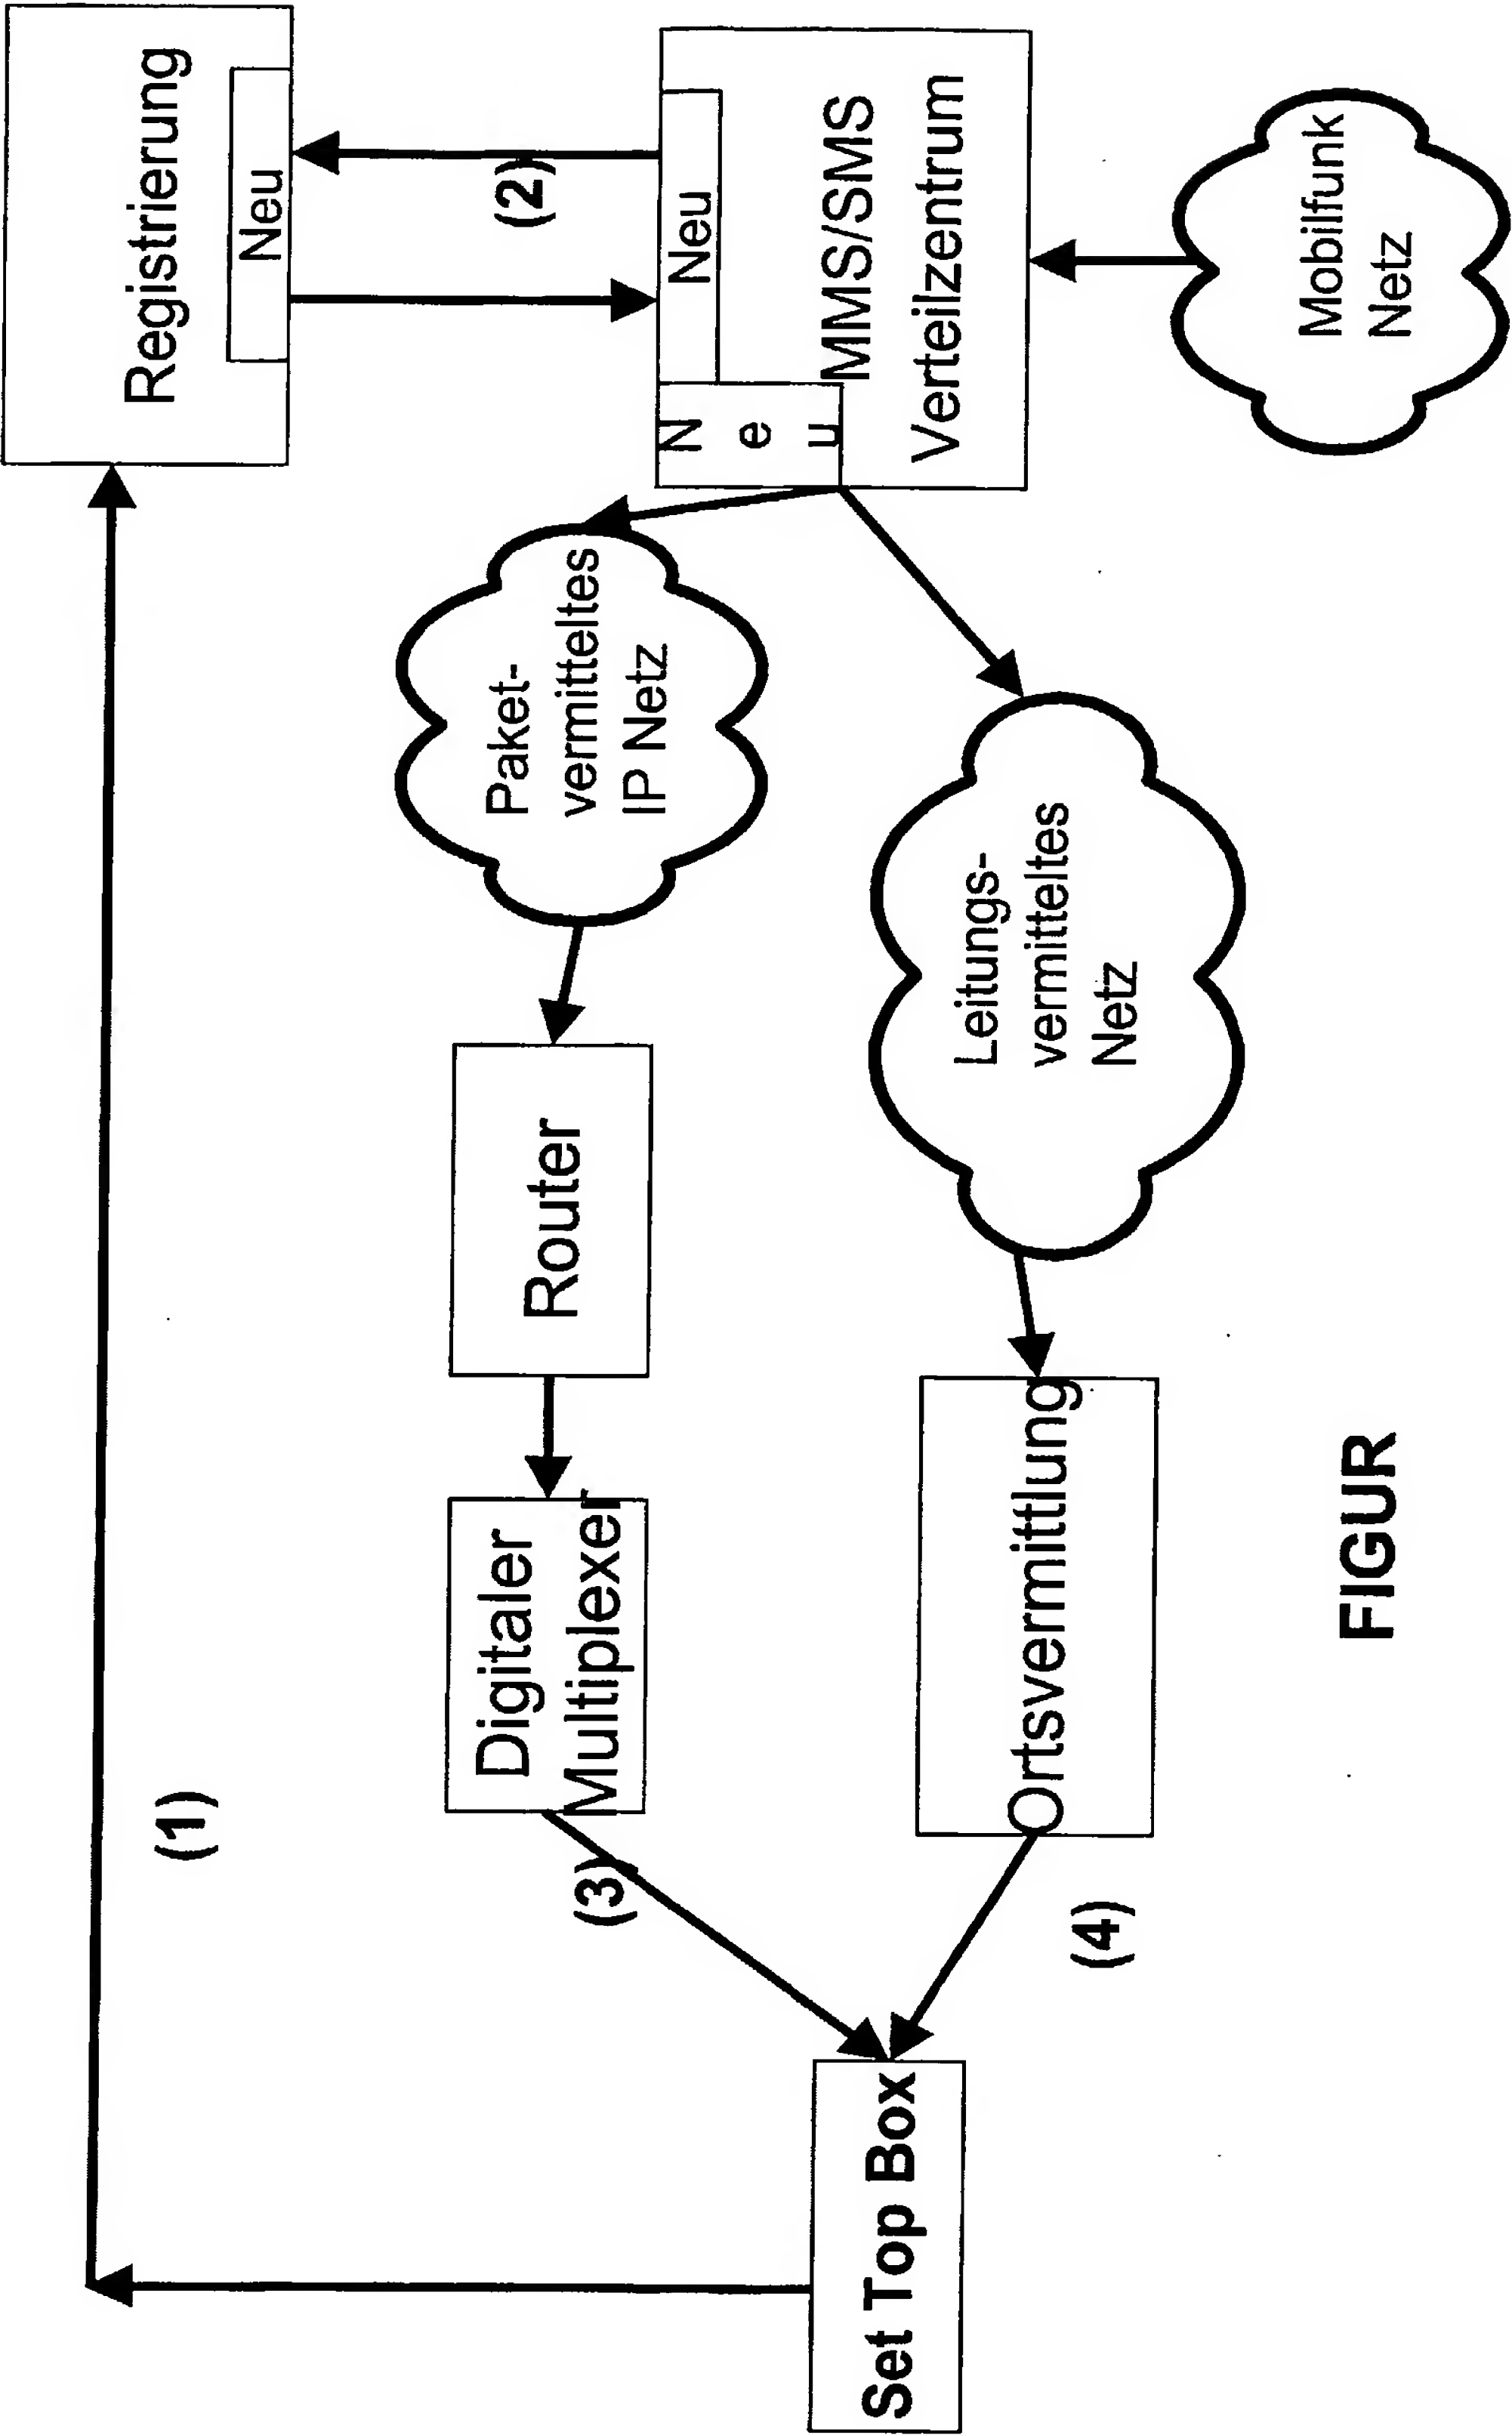 (1)
Registrierung
Neu
(2)
Neu
N
e
u
MMS/SMS
Verteilzentrum
Mobilfunk
Netz
Paket-
vermitteltes
IP Netz
Router
Digitaler
Multiplexer
(3)
Leitungs-
vermitteltes
Netz
Ortsvermittlung
(4)
Set Top Box
FIGUR